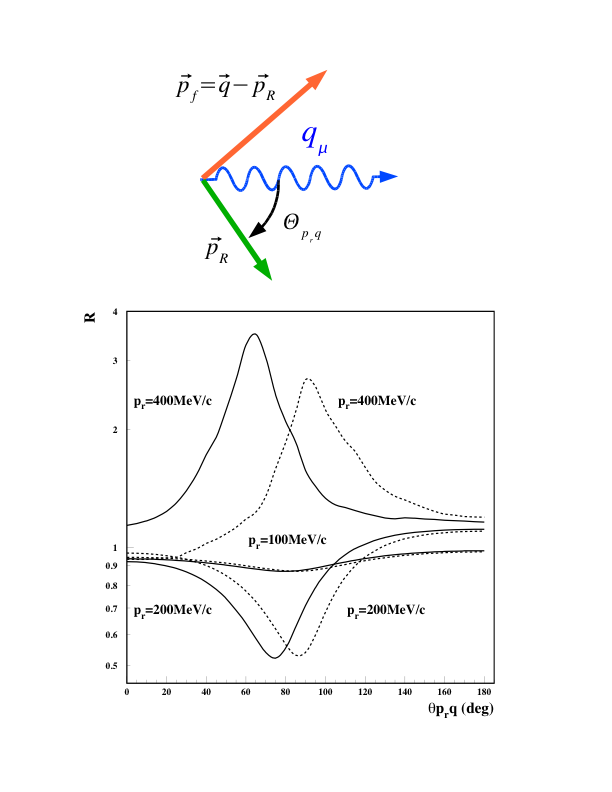 p⃗f=q⃗−p⃗R
qμ
Θprq
p⃗R
R
4
3
2
1
0.9
0.8
0.7
0.6
0.5
pr=400MeV/c
pr=400MeV/c
pr=100MeV/c
pr=200MeV/c
pr=200MeV/c
0 20 40 60 80 100 120 140 160 180
θprq (deg)